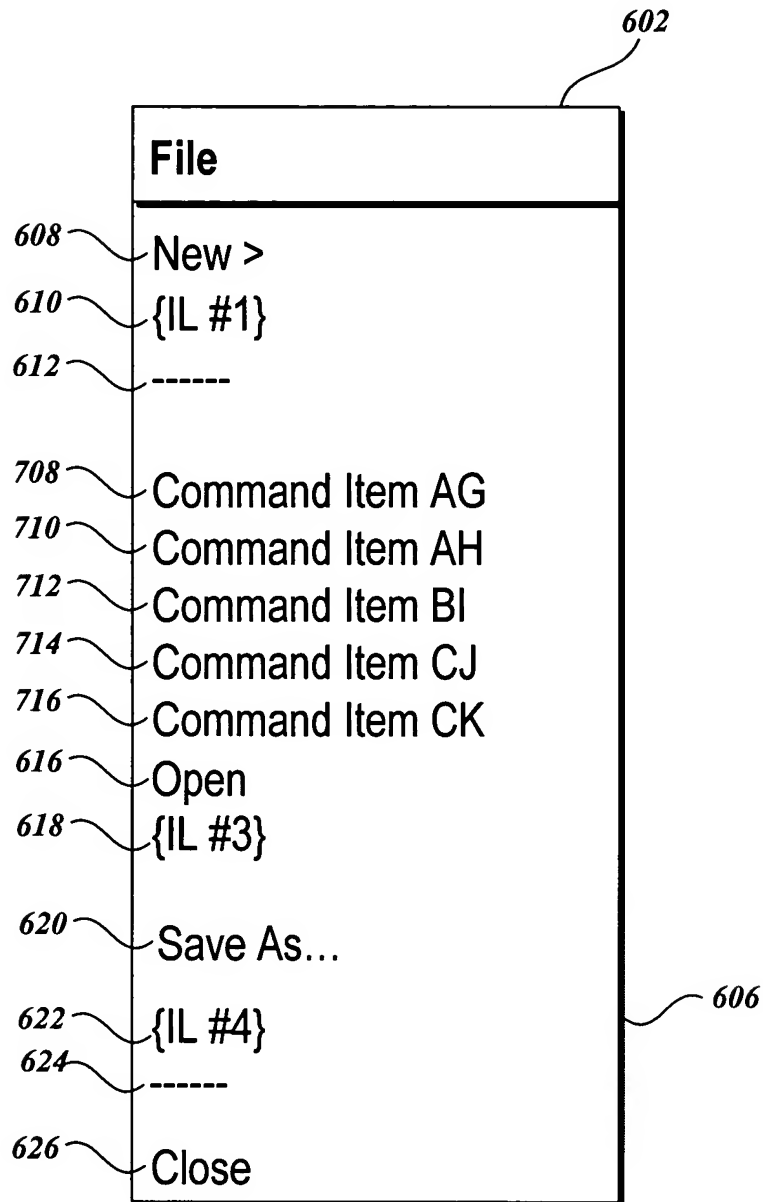 602
File
608 New >
610 {IL #1}
612 ------
708 Command Item AG
710 Command Item AH
712 Command Item BI
714 Command Item CJ
716 Command Item CK
616 Open
618 {IL #3}
620 Save As...
606
622 {IL #4}
624 ------
626 Close